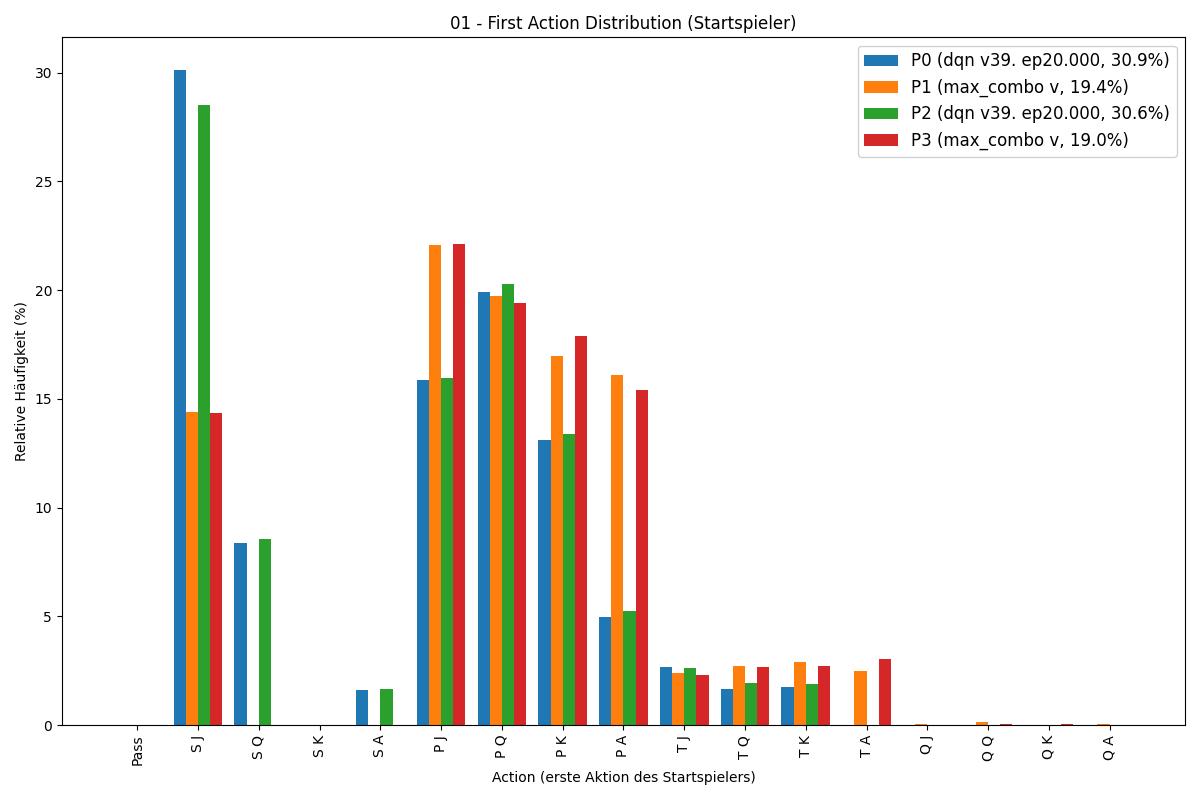 01 - First Action Distribution (Startspieler)
P0 (dqn v39. ep20.000, 30.9%)
P1 (max_combo v, 19.4%)
P2 (dqn v39. ep20.000, 30.6%)
P3 (max_combo v, 19.0%)
Relative Häufigkeit (%)
30
25
20
15
10
5
0
Pass
S J
S Q
S K
S A
P J
P Q
P K
P A
T J
T Q
T K
T A
Q J
Q Q
Q K
Q A
Action (erste Aktion des Startspielers)